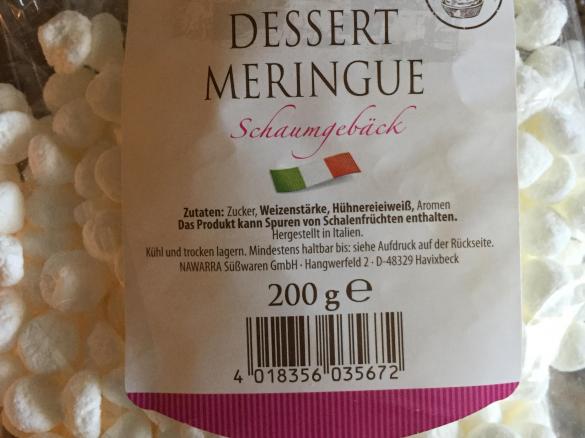 DESSERT
MERINGUE
Schaumgebäck
Zutaten: Zucker, Weizenstärke, Hühnereieiweiß, Aromen
Das Produkt kann Spuren von Schalenfrüchten enthalten.
Hergestellt in Italien.
Kühl und trocken lagern. Mindestens haltbar bis: siehe Aufdruck auf der Rückseite.
NAWARRA Süßwaren GmbH · Hangwerfeld 2 · D-48329 Havixbeck
200 g e
4 018356 035672